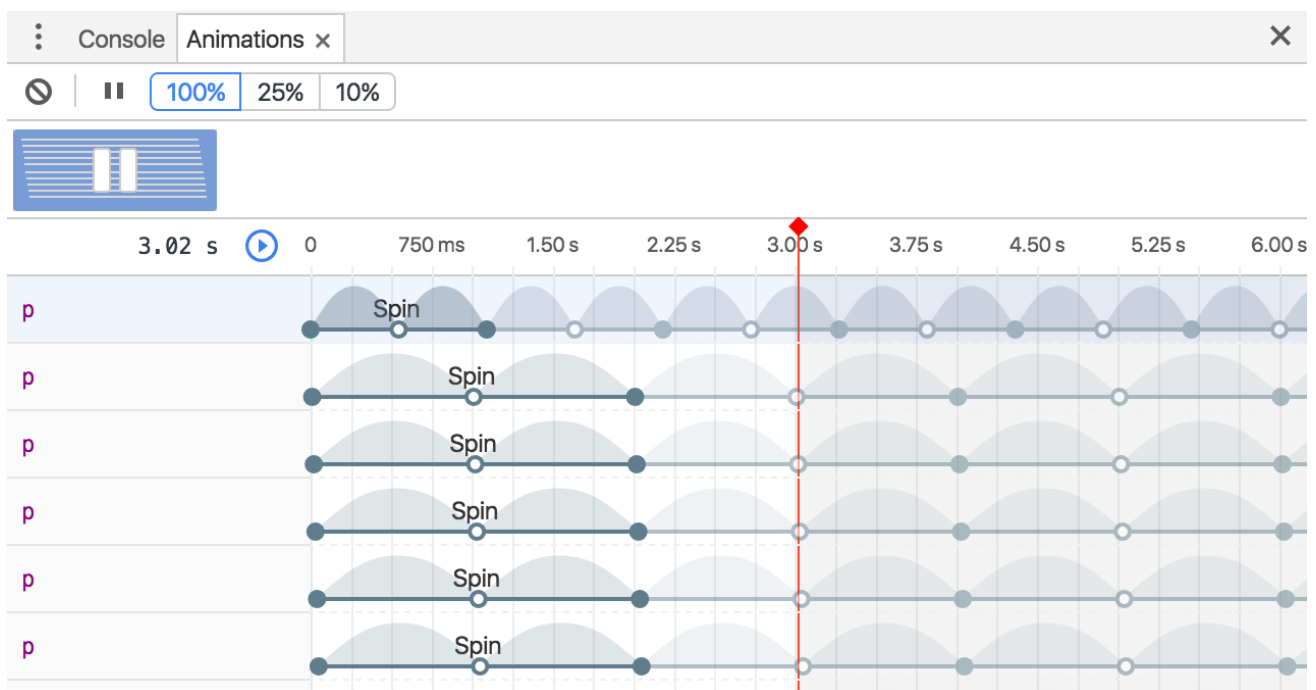 Console Animations ×
100% 25% 10%
3.02 s 0 750 ms 1.50 s 2.25 s 3.00 s 3.75 s 4.50 s 5.25 s 6.00 s
p Spin
p Spin
p Spin
p Spin
p Spin
p Spin